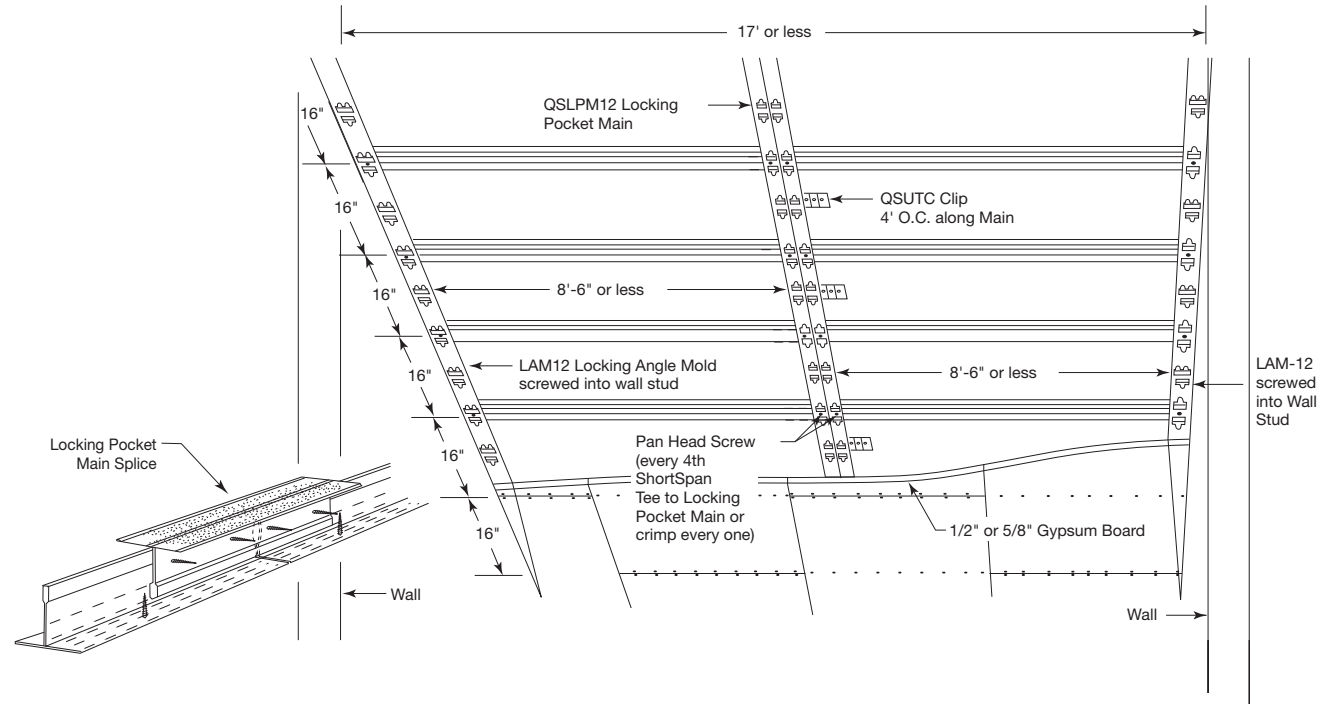 17' or less
QSLPM12 Locking
Pocket Main
16"
QSUTC Clip
4' O.C. along Main
16"
16"
8'-6" or less
LAM12 Locking Angle Mold
screwed into wall stud
16"
8'-6" or less
LAM-12
screwed
into Wall
Stud
Locking Pocket
Main Splice
16"
Pan Head Screw
(every 4th
ShortSpan
Tee to Locking
Pocket Main or
crimp every one)
16"
1/2" or 5/8" Gypsum Board
Wall
Wall